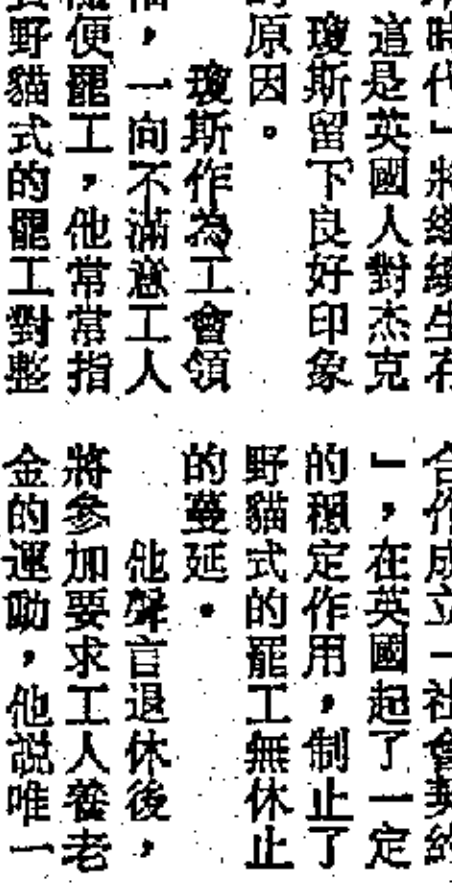 時代」將繼續生存
道是英國人對杰克
瓊斯留下良好印象
的原因。
瓊斯作為工會領
袖，一向不滿意工人
便罷工，他常常指
野貓式的罷工對整
合作成立「社會契約
」，在英國起了一定
的穩定作用，制止了
野貓式的罷工無休止
的蔓延。
他聲言退休後，
將參加要求工人養老
金的運動，他說唯一